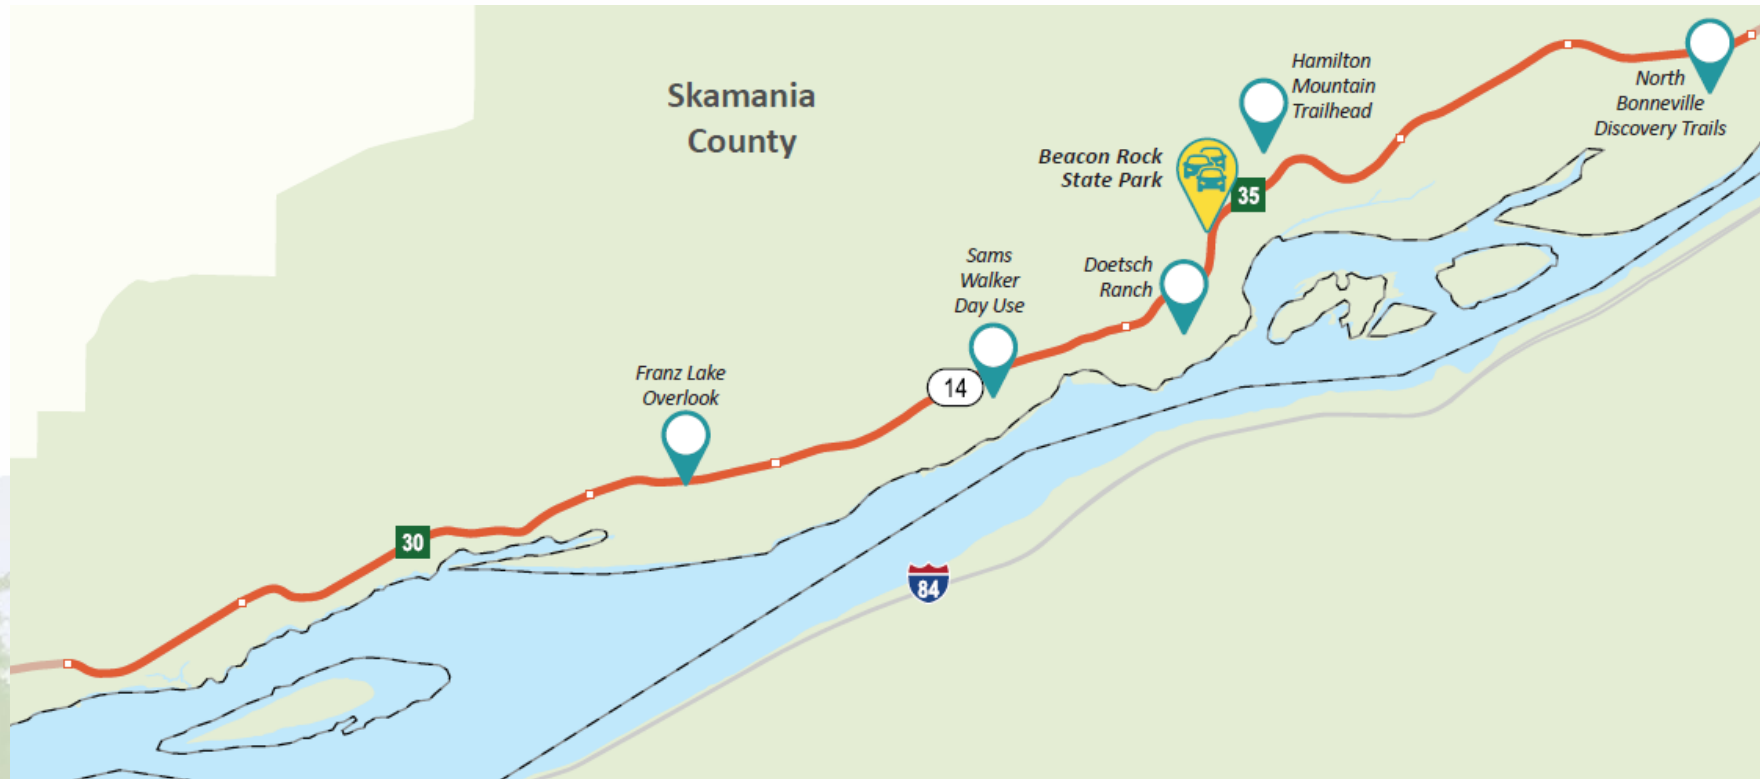 Skamania
County
Hamilton
Mountain
Trailhead
North
Bonneville
Discovery Trails
Beacon Rock
State Park
35
Sams
Walker
Day Use
Doetsch
Ranch
14
Franz Lake
Overlook
30
84